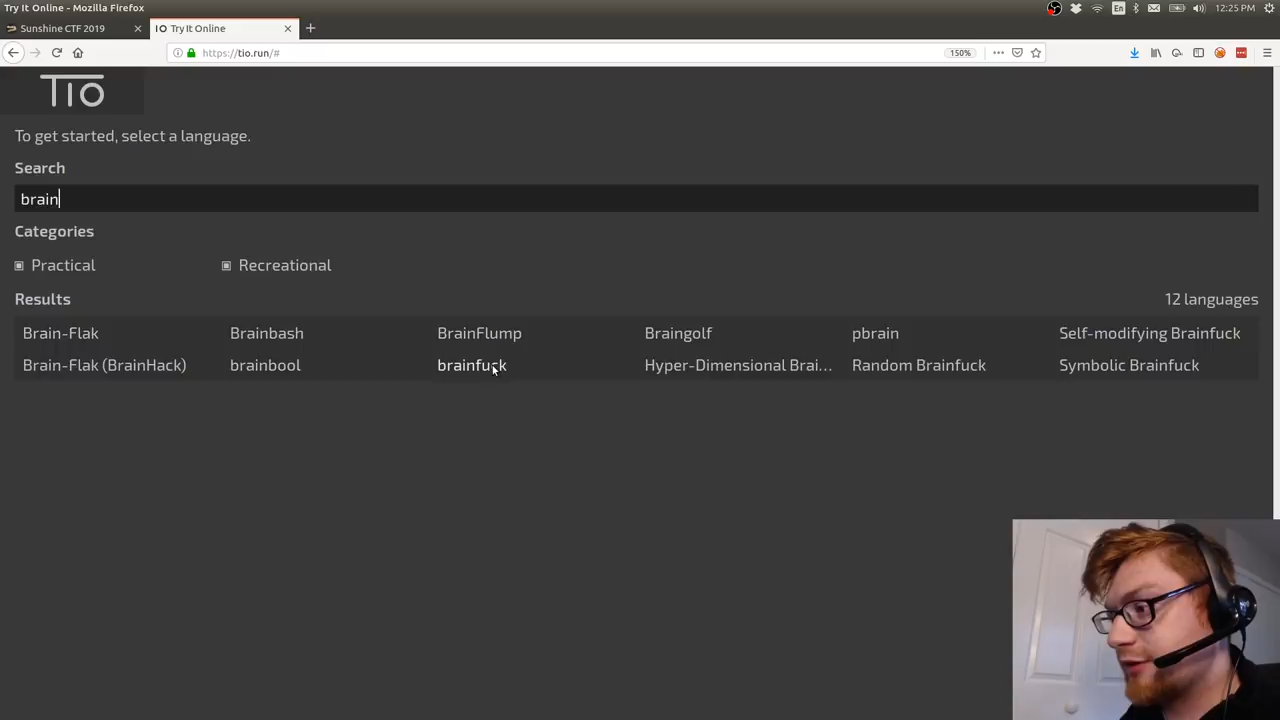 Try It Online - Mozilla Firefox
En
12:25 PM
Sunshine CTF 2019
IO Try It Online
https://tio.run/#
150%
TIO
To get started, select a language.
Search
brain
Categories
Practical
Recreational
Results
12 languages
Brain-Flak
Brainbash
BrainFlump
Braingolf
pbrain
Self-modifying Brainfuck
Brain-Flak (BrainHack)
brainbool
brainfuck
Hyper-Dimensional Brai...
Random Brainfuck
Symbolic Brainfuck